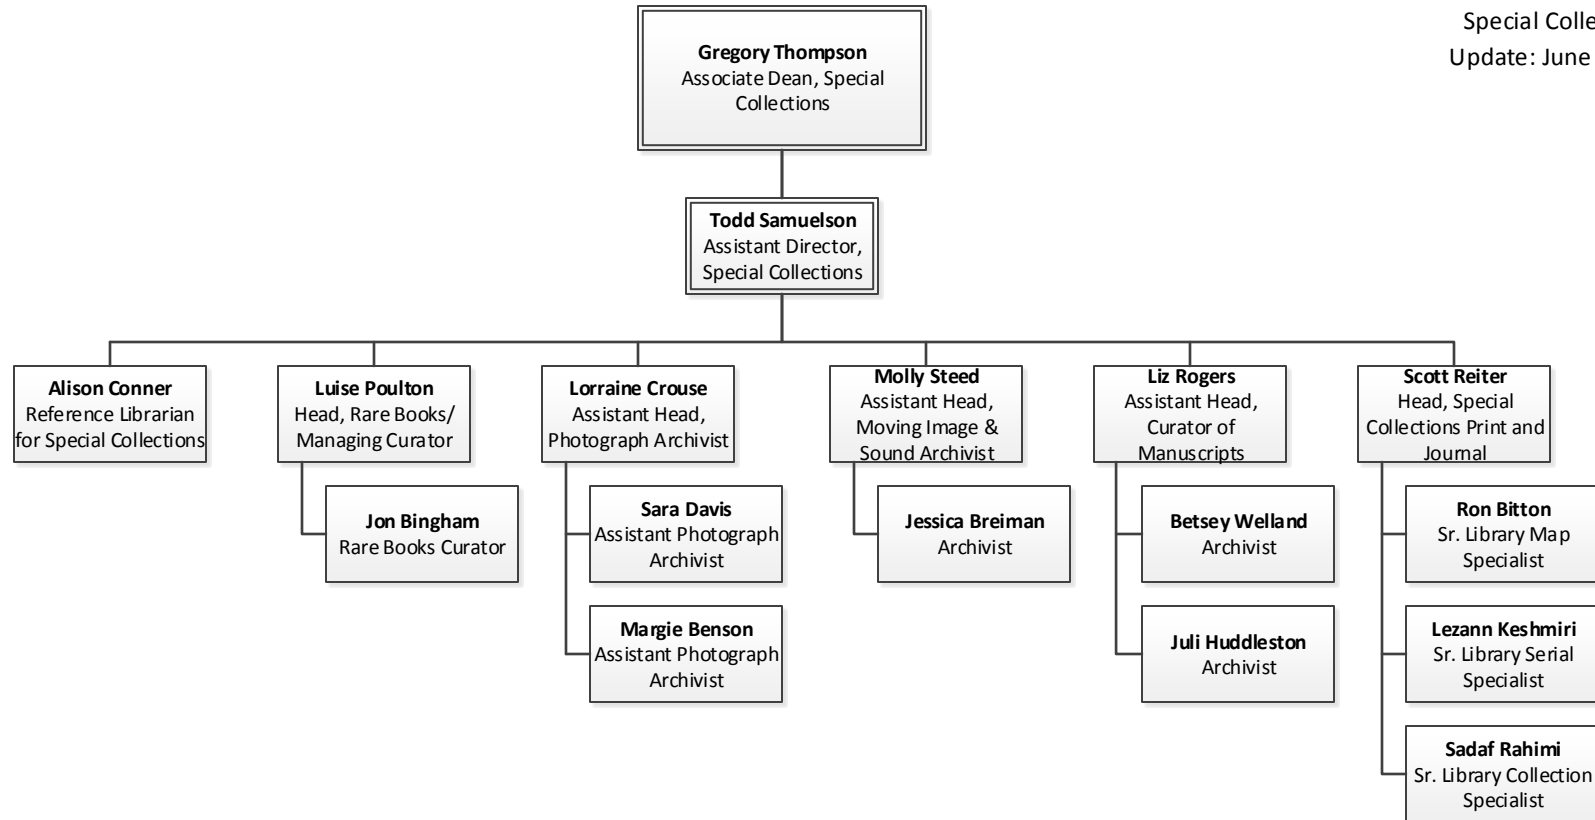 Special Colle
Update: June
Gregory Thompson
Associate Dean, Special
Collections
Todd Samuelson
Assistant Director,
Special Collections
Alison Conner
Reference Librarian
for Special Collections
Luise Poulton
Head, Rare Books/
Managing Curator
Lorraine Crouse
Assistant Head,
Photograph Archivist
Molly Steed
Assistant Head,
Moving Image &
Sound Archivist
Liz Rogers
Assistant Head,
Curator of
Manuscripts
Scott Reiter
Head, Special
Collections Print and
Journal
Jon Bingham
Rare Books Curator
Sara Davis
Assistant Photograph
Archivist
Jessica Breiman
Archivist
Betsey Welland
Archivist
Ron Bitton
Sr. Library Map
Specialist
Margie Benson
Assistant Photograph
Archivist
Juli Huddleston
Archivist
Lezann Keshmiri
Sr. Library Serial
Specialist
Sadaf Rahimi
Sr. Library Collection
Specialist